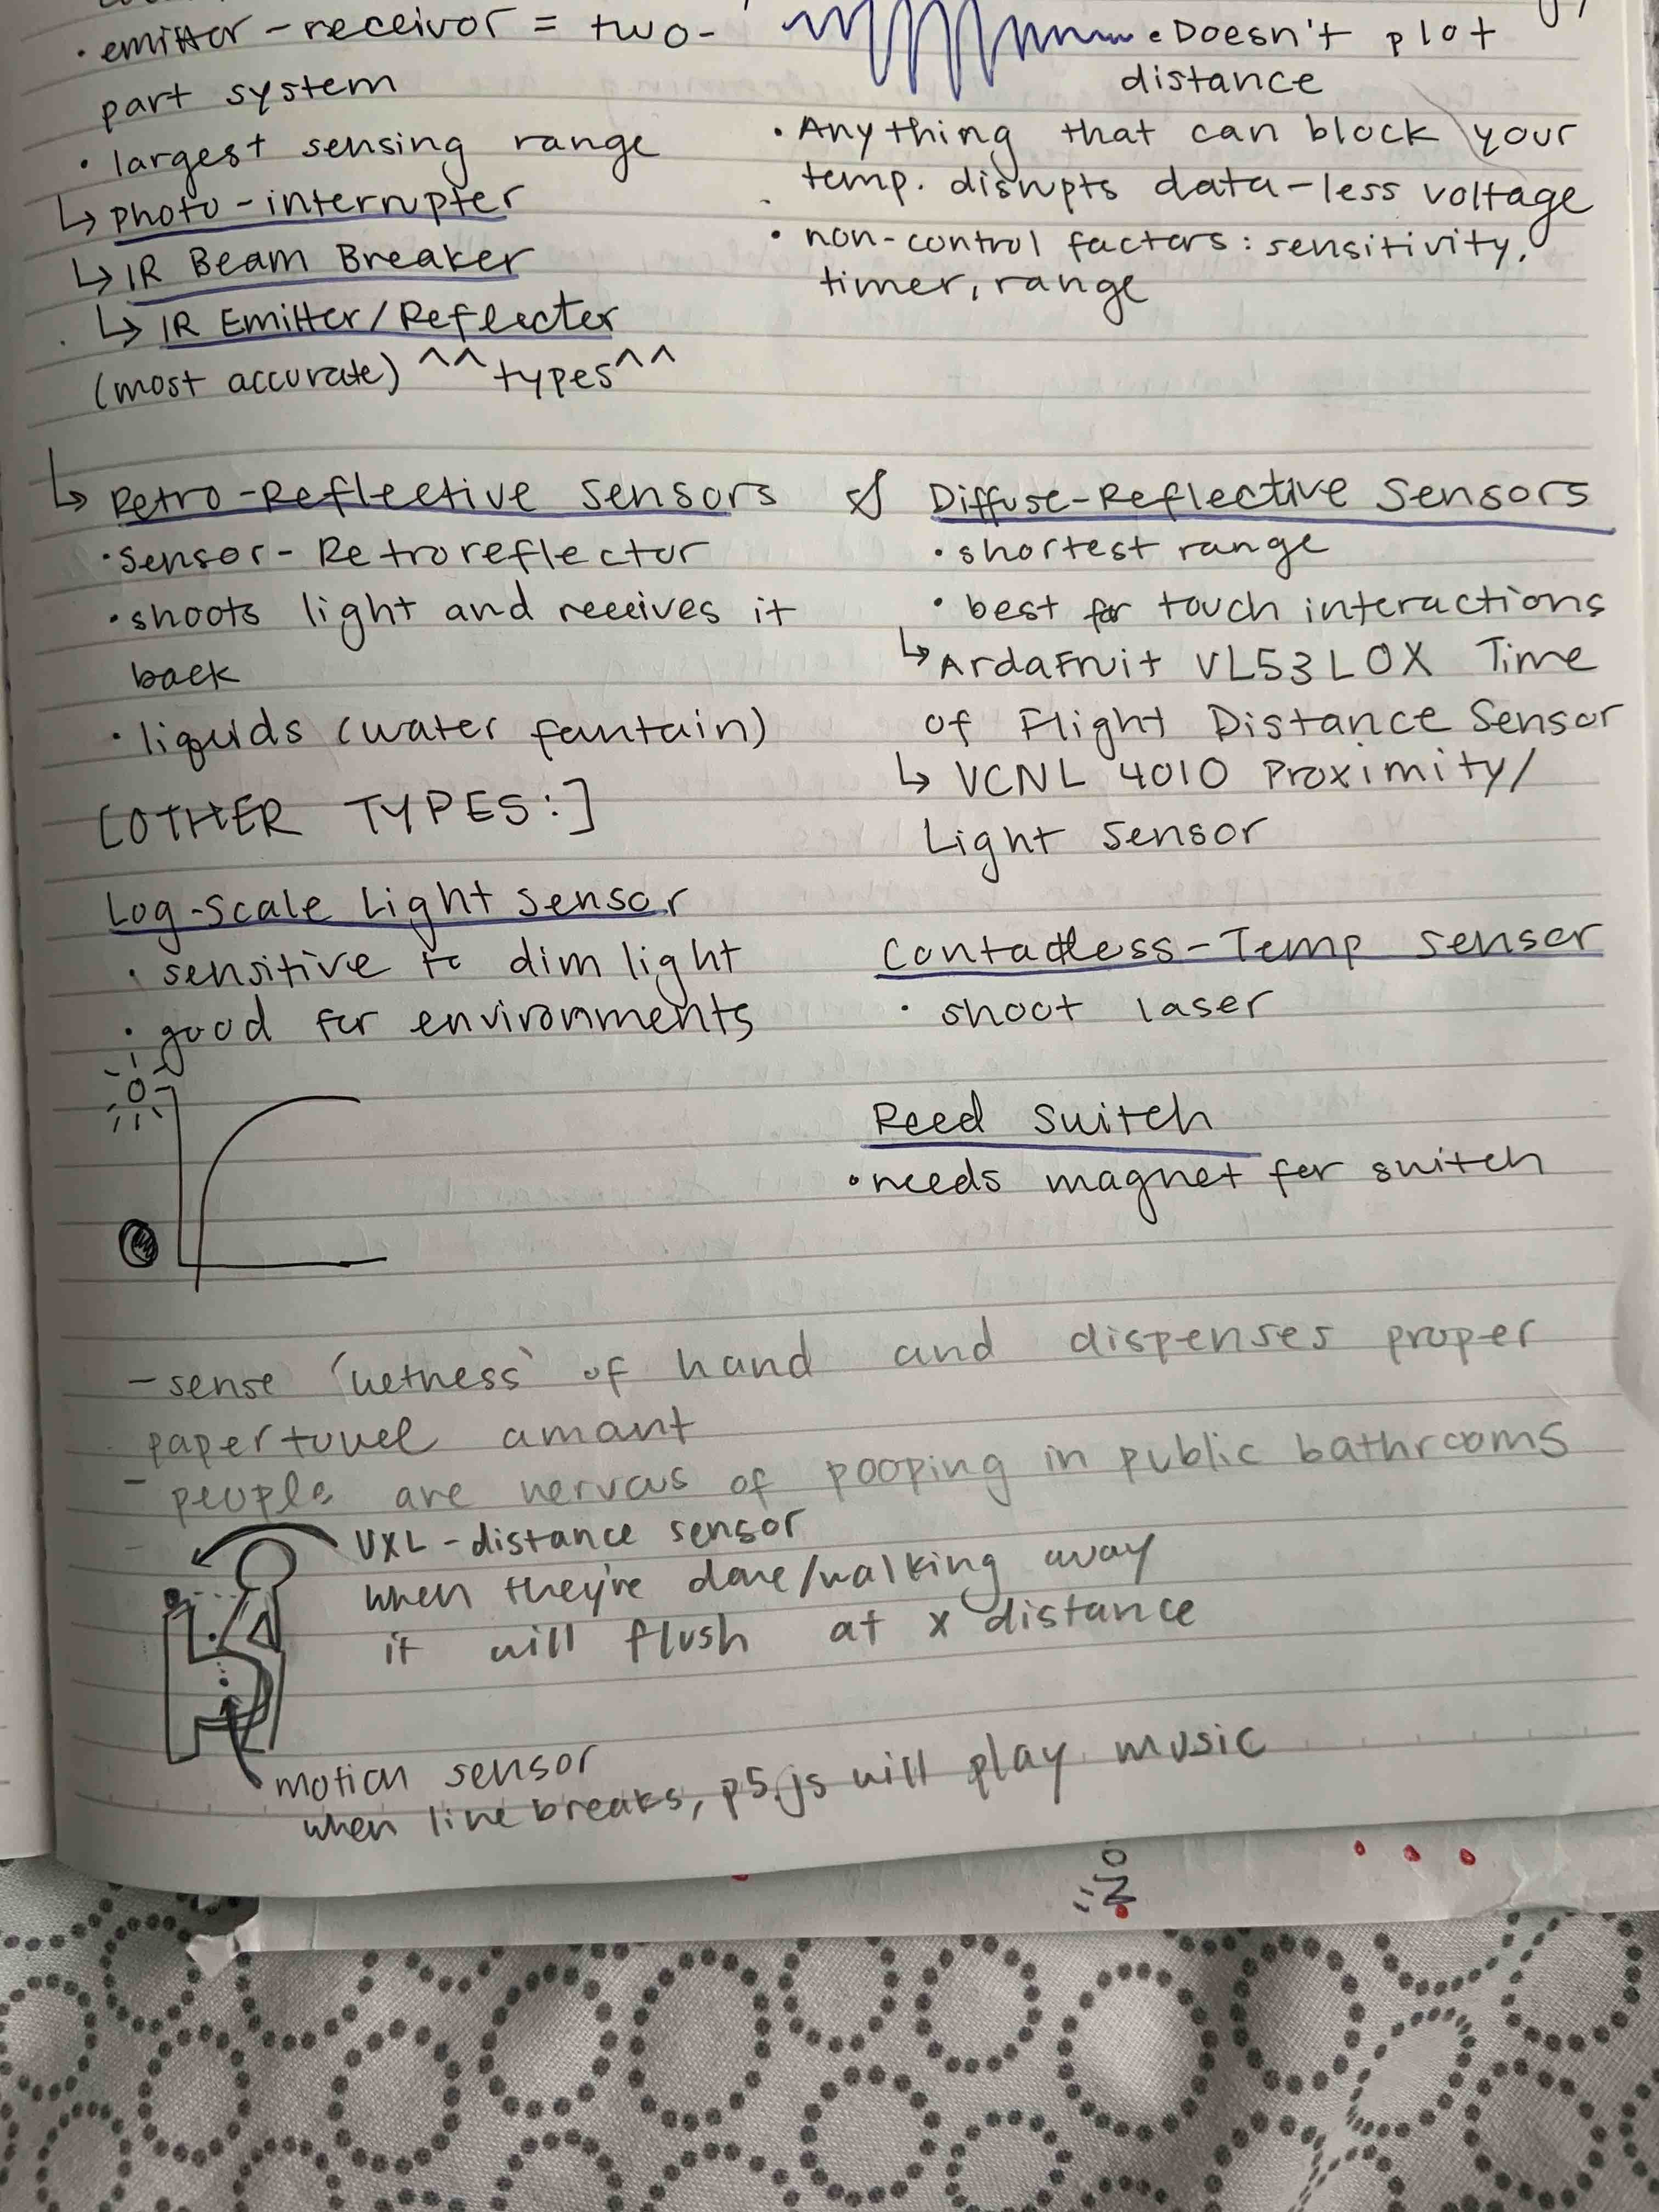 · emitter-receivor = two-
part system
· largest sensing range
↳ photo-interrupter
↳ IR Beam Breaker
↳ IR Emitter/Reflecter
(most accurate) ^^types^^
• Doesn't plot
distance
· Anything that can block your
temp. disrupts data-less voltage
· non-control factors: sensitivity,
timer, range
↳ Retro-Reflective Sensors
· Sensor-Retroreflector
· shoots light and receives it
back
· liquids (water fountain)
[OTHER TYPES:]
Log-scale Light sensor
· sensitive to dim light
· good for environments
Diffuse-Reflective Sensors
· shortest range
· best for touch interactions
↳ ArdaFruit VL53L0X Time
of Flight Distance Sensor
↳ VCNL 4010 Proximity/
Light Sensor
Contactless-Temp sensor
· shoot laser
Reed Switch
• needs magnet for switch
- sense 'wetness' of hand and dispenses proper
papertowel amount
- people are nervous of pooping in public bathrooms
VXL-distance sensor
when they're done/walking away
it will flush at x distance
motion sensor
when line breaks, p5.js will play music